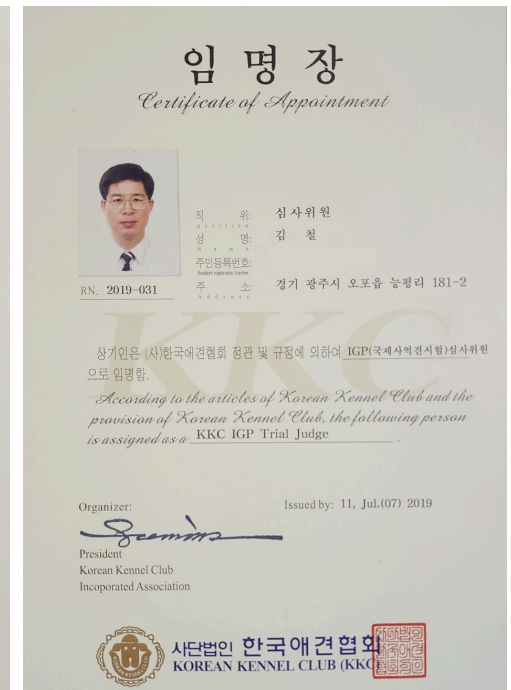 임 명 장
Certificate of Appointment
직 위: 심사위원
position
성 명: 김 철
Name
주민등록번호:
Resident registration Number
주 소: 경기 광주시 오포읍 능평리 181-2
Address
RN. 2019-031
상기인은 (사)한국애견협회 정관 및 규정에 의하여 IGP(국제사역견시험)심사위원
으로 임명함.
KKC
According to the articles of Korean Kennel Club and the
provision of Korean Kennel Club, the following person
is assigned as a KKC IGP Trial Judge .
Organizer:
Issued by: 11, Jul.(07) 2019
President
Korean Kennel Club
Incoporated Association
사단법인 한국애견협회
KOREAN KENNEL CLUB (KKC)